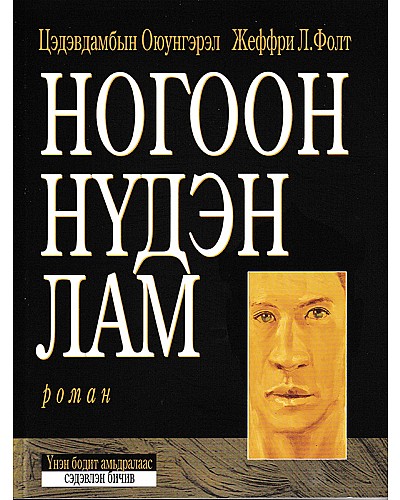 Цэдэвдамбын Оюунгэрэл Жеффри Л.Фолт
НОГООН
НҮДЭН
ЛАМ
роман
Үнэн бодит амьдралаас
сэдэвлэн бичив